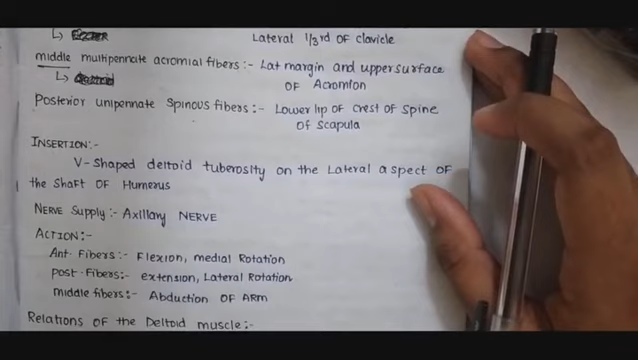 Lateral 1/3rd OF clavicle
middle multipennate acromial fibers :- Lat margin and upper surface
OF Acromion
Posterior unipennate Spinous fibers :- Lower lip of crest of spine
of scapula
INSERTION :-
V-Shaped deltoid tuberosity on the Lateral aspect OF
the shaft OF Humerus
NERVE Supply :- Axillary NERVE
ACTION :-
Ant. Fibers :- Flexion, medial Rotation
post. Fibers :- extension, Lateral Rotation
middle fibers :- Abduction OF ARM
Relations OF the Deltoid muscle :-